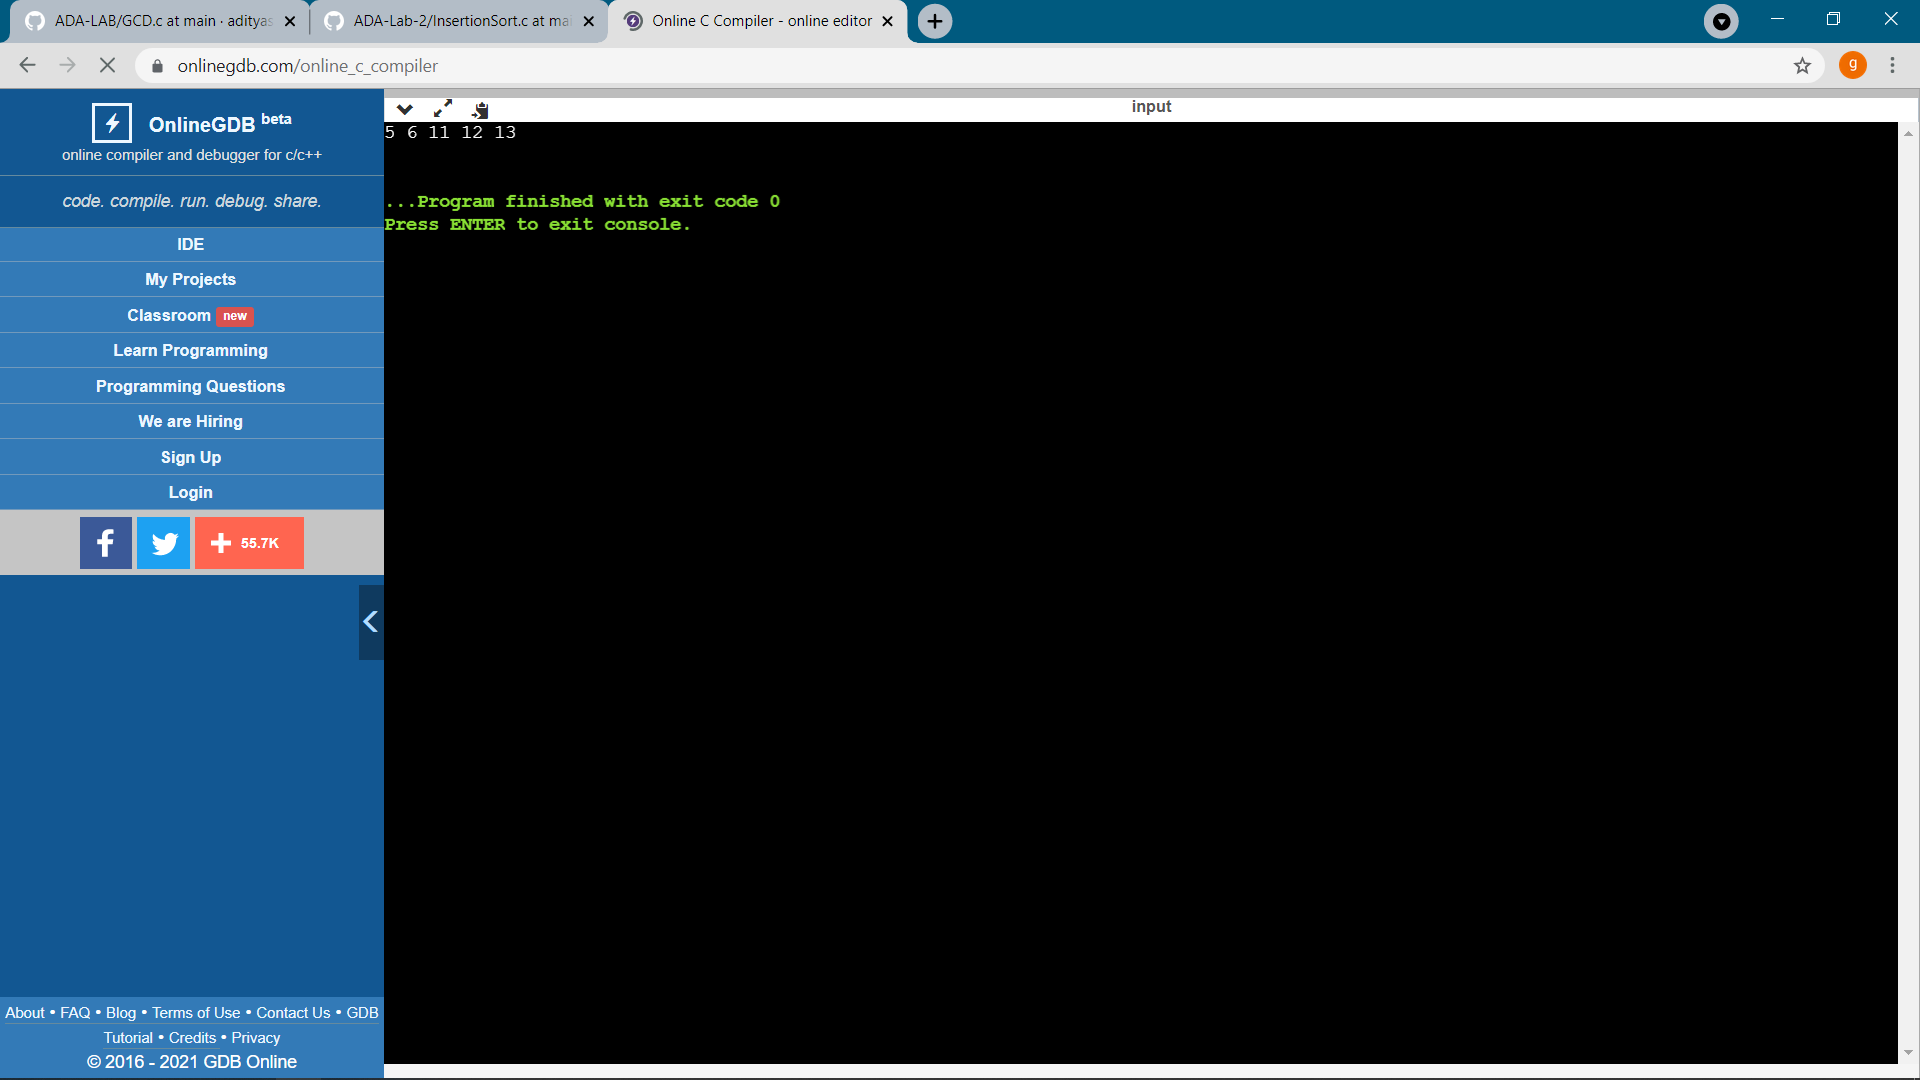 ADA-LAB/GCD.c at main · adityas
ADA-Lab-2/InsertionSort.c at mai
Online C Compiler - online editor
onlinegdb.com/online_c_compiler
g
OnlineGDB beta
online compiler and debugger for c/c++
code. compile. run. debug. share.
IDE
My Projects
Classroom new
Learn Programming
Programming Questions
We are Hiring
Sign Up
Login
55.7K
About • FAQ • Blog • Terms of Use • Contact Us • GDB
Tutorial • Credits • Privacy
© 2016 - 2021 GDB Online
input
5 6 11 12 13
...Program finished with exit code 0
Press ENTER to exit console.